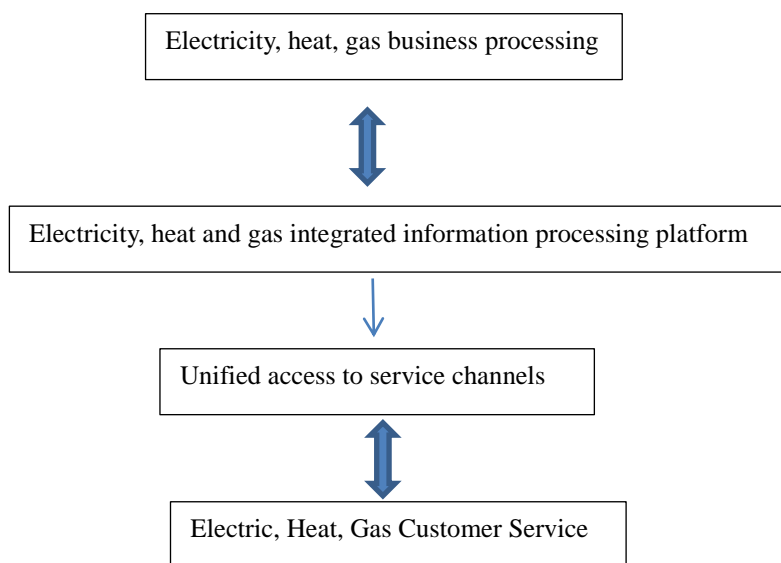 Electricity, heat, gas business processing
Electricity, heat and gas integrated information processing platform
Unified access to service channels
Electric, Heat, Gas Customer Service